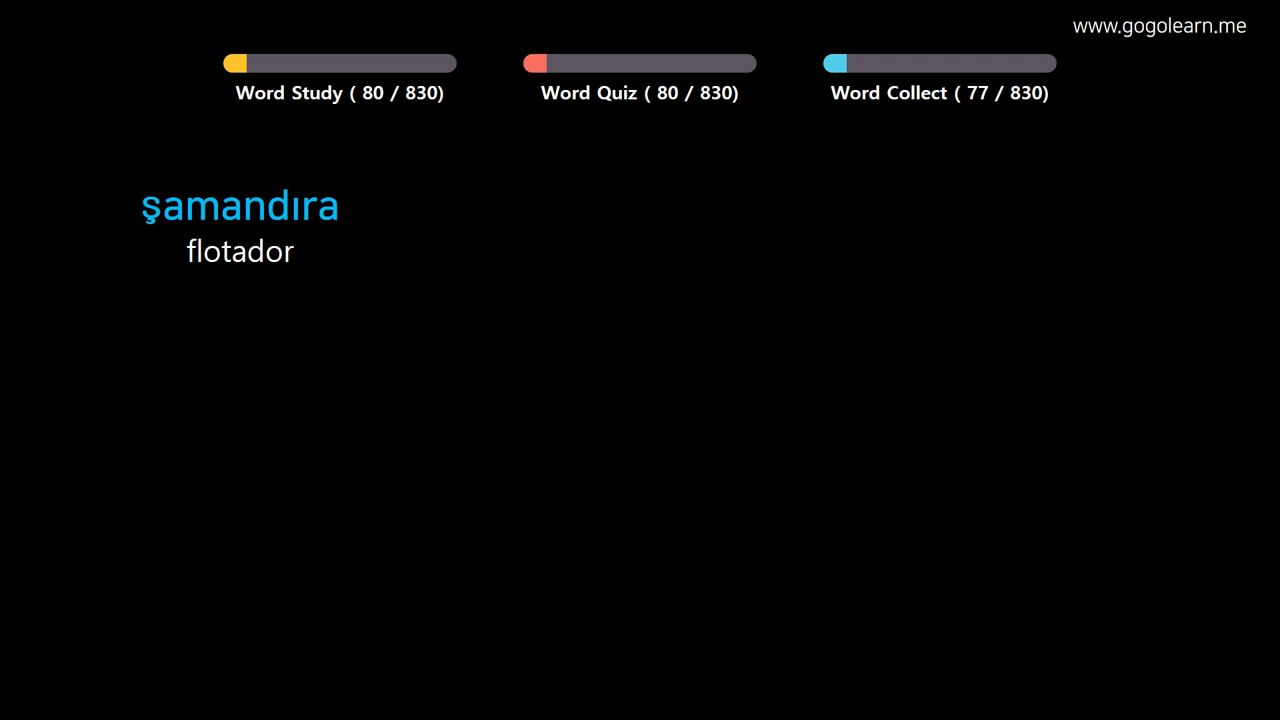 www.gogolearn.me
Word Study ( 80 / 830)
Word Quiz ( 80 / 830)
Word Collect ( 77 / 830)
şamandıra
flotador